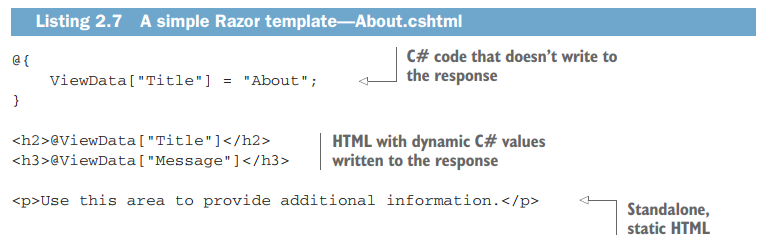 Listing 2.7 A simple Razor template—About.cshtml
@{
C# code that doesn't write to
ViewData["Title"] = "About";
the response
}
<h2>@ViewData["Title"]</h2>
HTML with dynamic C# values
<h3>@ViewData["Message"]</h3>
written to the response
<p>Use this area to provide additional information.</p>
Standalone,
static HTML